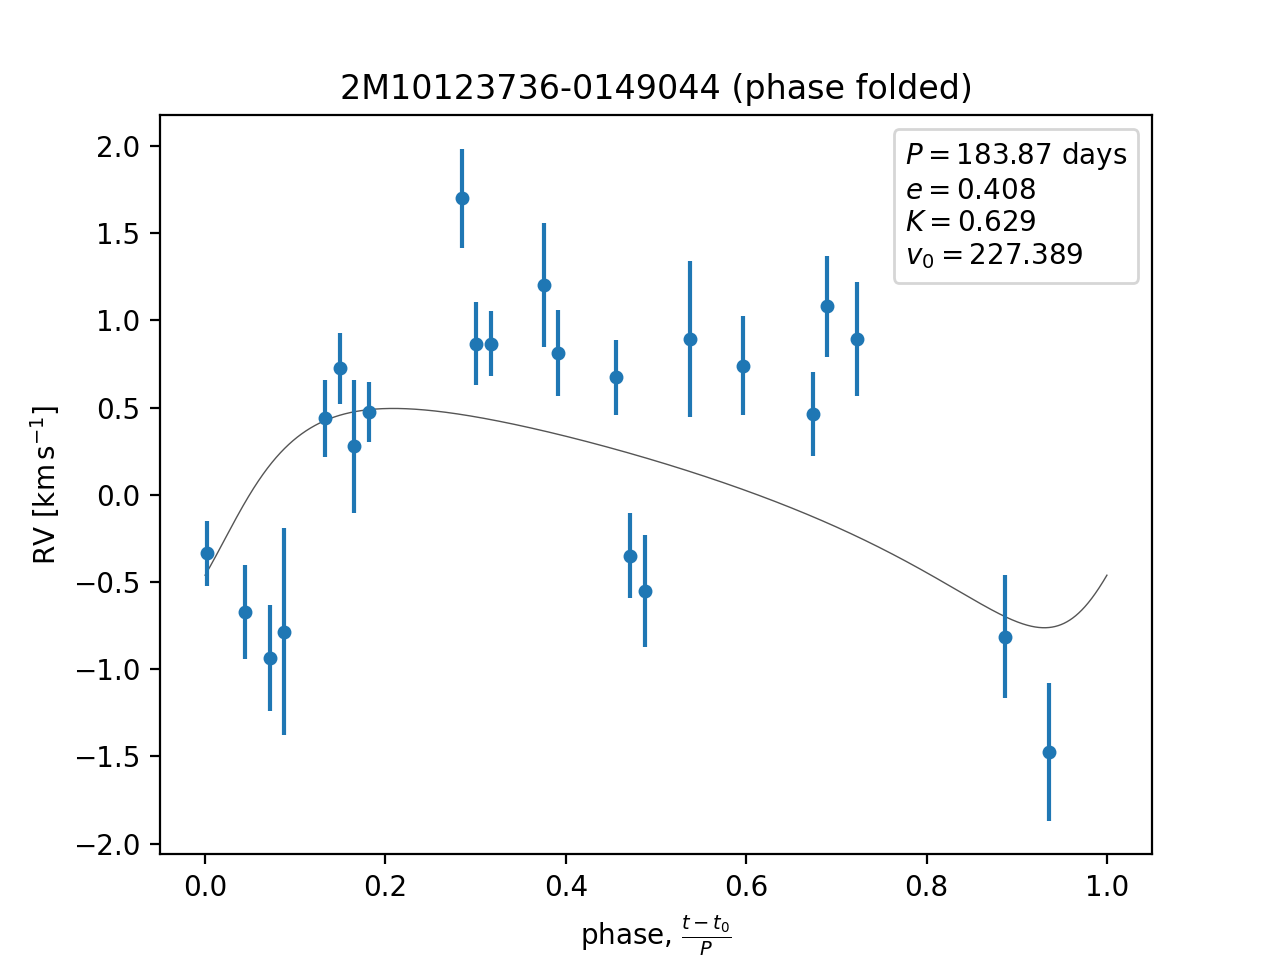 2M10123736-0149044 (phase folded)
P = 183.87 days
e = 0.408
K = 0.629
v₀ = 227.389
RV [km s⁻¹]
2.0
1.5
1.0
0.5
0.0
−0.5
−1.0
−1.5
−2.0
0.0 0.2 0.4 0.6 0.8 1.0
phase, (t − t₀)/P